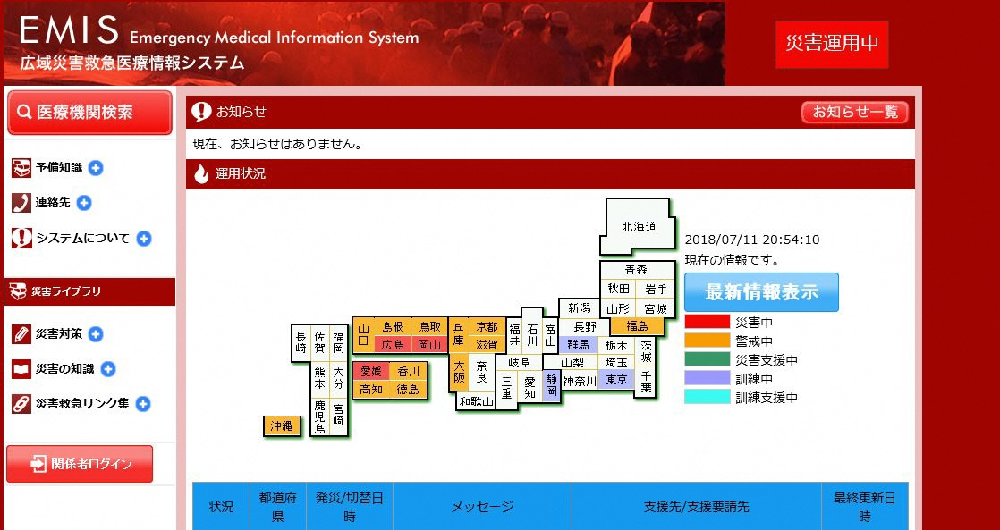 EMIS Emergency Medical Information System
広域災害救急医療情報システム
災害運用中
医療機関検索
予備知識
連絡先
システムについて
災害ライブラリ
災害対策
災害の知識
災害救急リンク集
関係者ログイン
お知らせ
お知らせ一覧
現在、お知らせはありません。
運用状況
北海道
青森
秋田 岩手
山形 宮城
福島
新潟
長野
群馬 栃木
茨城
山梨 埼玉
神奈川 東京
千葉
富山
石川
福井
岐阜
静岡
愛知
三重
京都
滋賀
兵庫
大阪
奈良
和歌山
山口
島根 鳥取
広島 岡山
愛媛 香川
高知 徳島
長崎
佐賀
福岡
熊本
大分
鹿児島
宮崎
沖縄
2018/07/11 20:54:10
現在の情報です。
最新情報表示
災害中
警戒中
災害支援中
訓練中
訓練支援中
状況
都道府県
発災/切替日時
メッセージ
支援先/支援要請先
最終更新日時